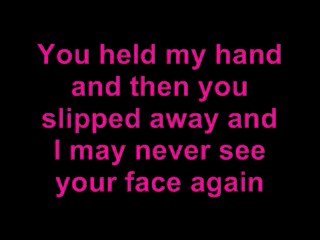 You held my hand
and then you
slipped away and
I may never see
your face again